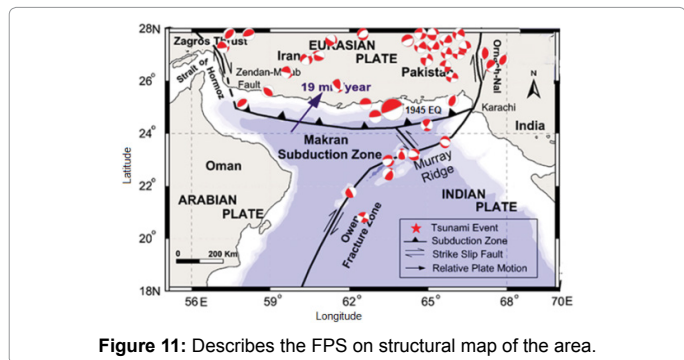 28N
26
24
22
20
18N
Latitude
56E
59°
62°
65°
68°
70E
Longitude
Zagros Thrust
Strait of
Hormoz
Zendan-M
Fault
Iran
EURASIAN
PLATE
Pakistan
Ornach-Nal
N
19 m year
1945 EQ
Karachi
India
Makran
Subduction Zone
Oman
ARABIAN
PLATE
Murray
Ridge
INDIAN
PLATE
Owen
Fracture Zone
0 200 Km
Tsunami Event
Subduction Zone
Strike Slip Fault
Relative Plate Motion
Figure 11: Describes the FPS on structural map of the area.